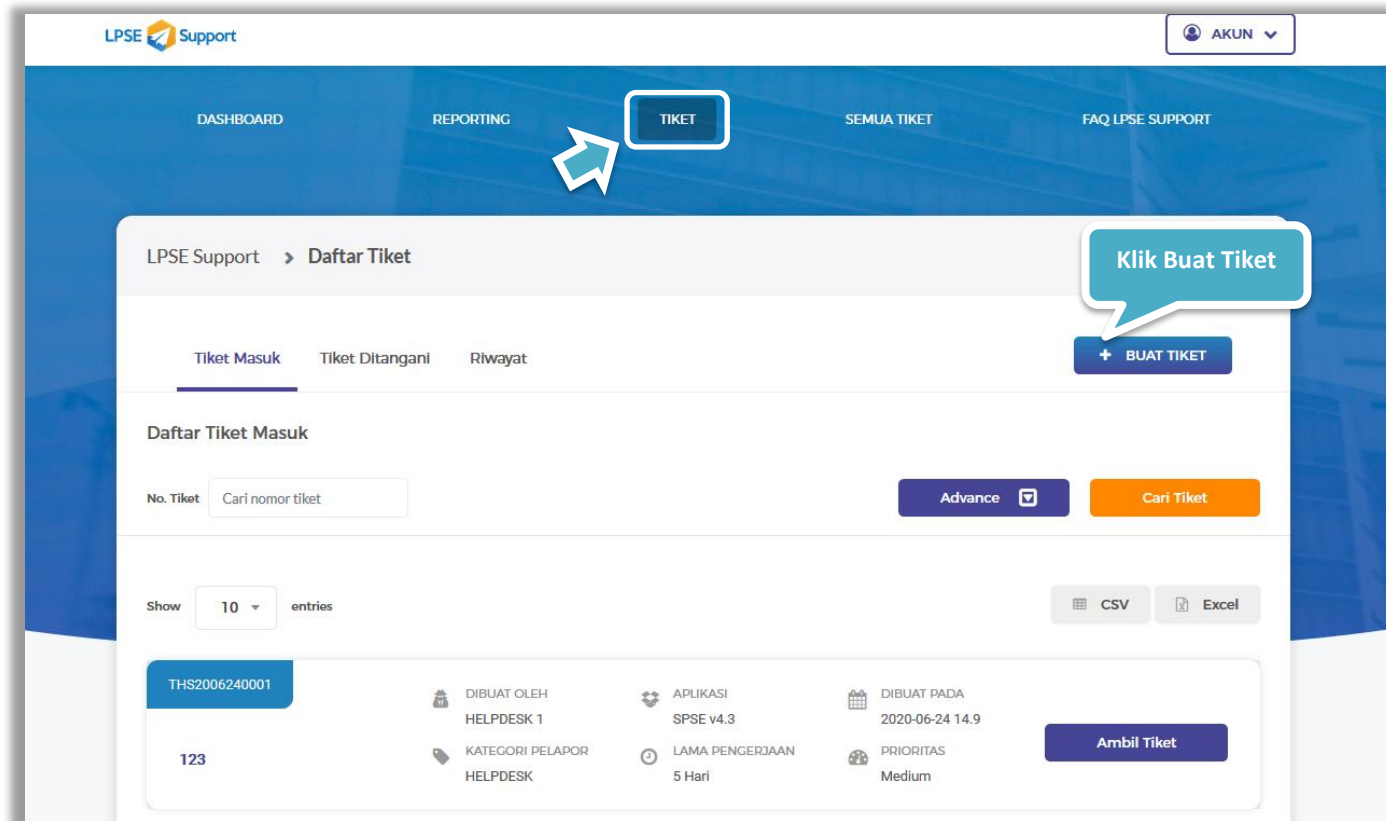 LPSE Support
AKUN
DASHBOARD REPORTING TIKET SEMUA TIKET FAQ LPSE SUPPORT
LPSE Support > Daftar Tiket
Klik Buat Tiket
Tiket Masuk Tiket Ditangani Riwayat
+ BUAT TIKET
Daftar Tiket Masuk
No. Tiket Cari nomor tiket Advance Cari Tiket
Show 10 entries CSV Excel
THS2006240001
123
DIBUAT OLEH
HELPDESK 1
KATEGORI PELAPOR
HELPDESK
APLIKASI
SPSE v4.3
LAMA PENGERJAAN
5 Hari
DIBUAT PADA
2020-06-24 14.9
PRIORITAS
Medium
Ambil Tiket